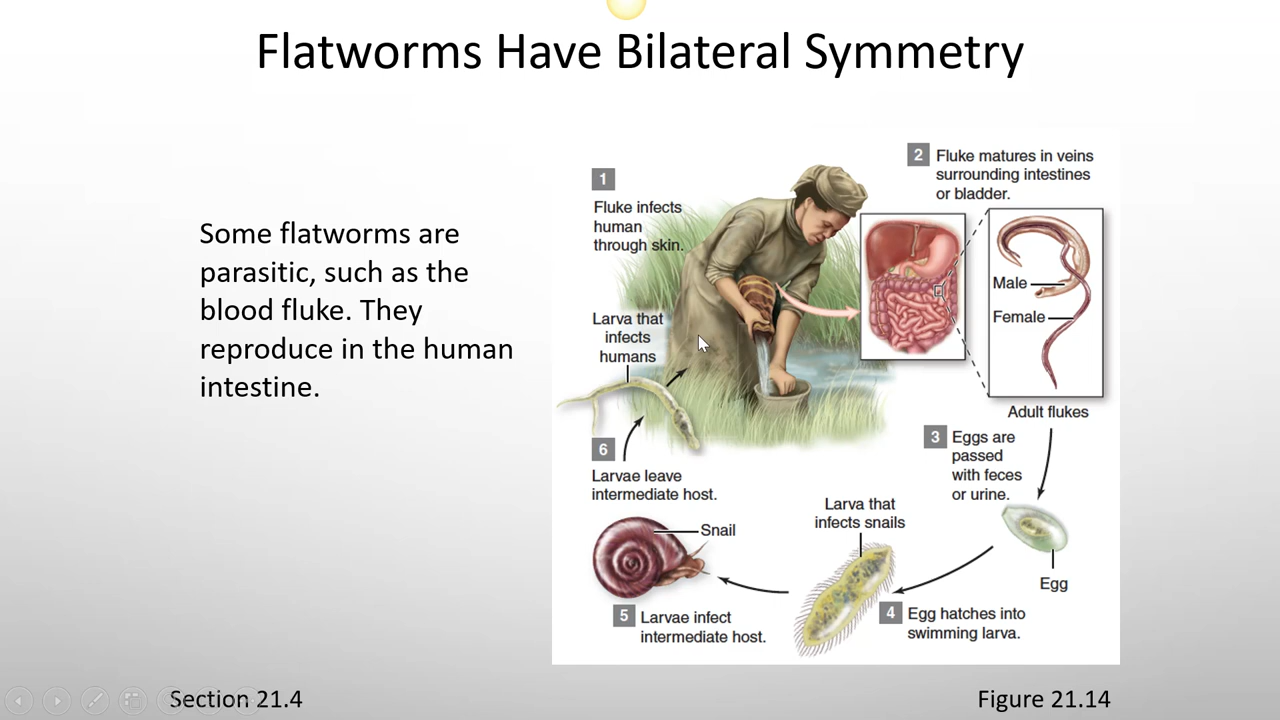 Flatworms Have Bilateral Symmetry
Some flatworms are
parasitic, such as the
blood fluke. They
reproduce in the human
intestine.
1
Fluke infects
human
through skin.
2
Fluke matures in veins
surrounding intestines
or bladder.
Male
Female
Adult flukes
3
Eggs are
passed
with feces
or urine.
Egg
4
Egg hatches into
swimming larva.
Larva that
infects snails
Snail
5
Larvae infect
intermediate host.
6
Larvae leave
intermediate host.
Larva that
infects
humans
Section 21.4
Figure 21.14